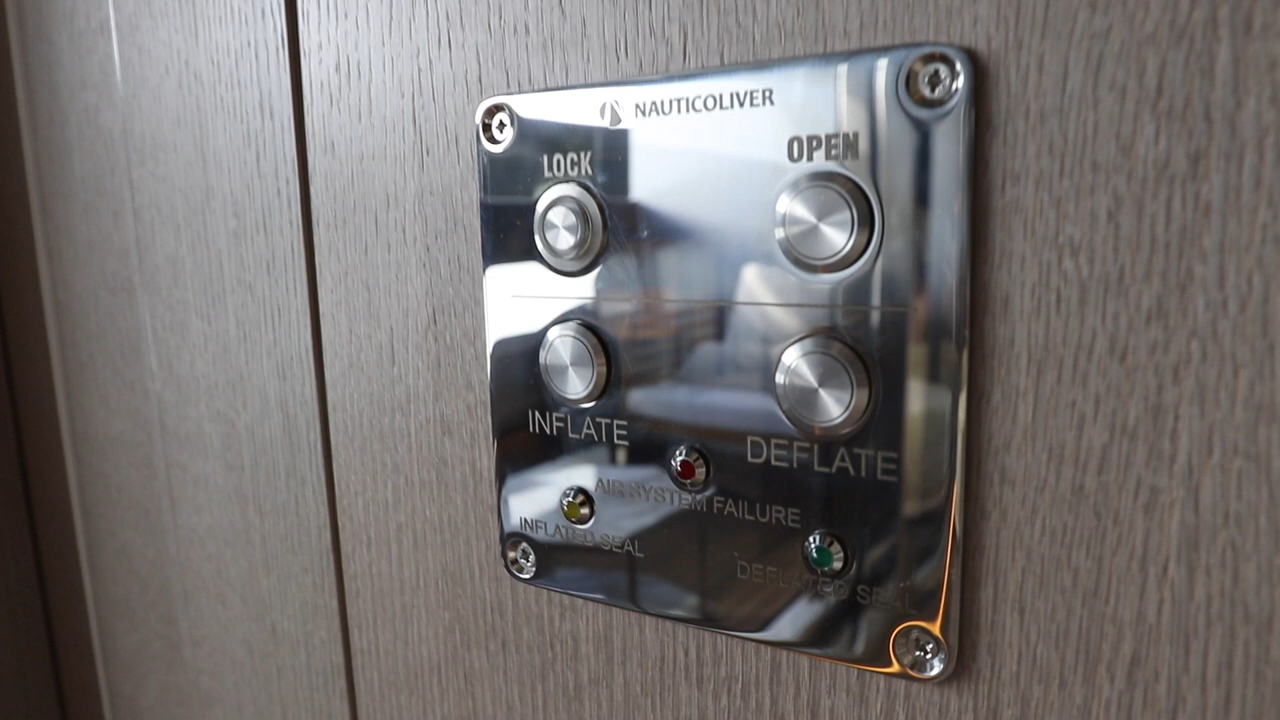 NAUTICOLIVER
LOCK
OPEN
INFLATE
DEFLATE
AIR SYSTEM FAILURE
INFLATED SEAL
DEFLATED SEAL